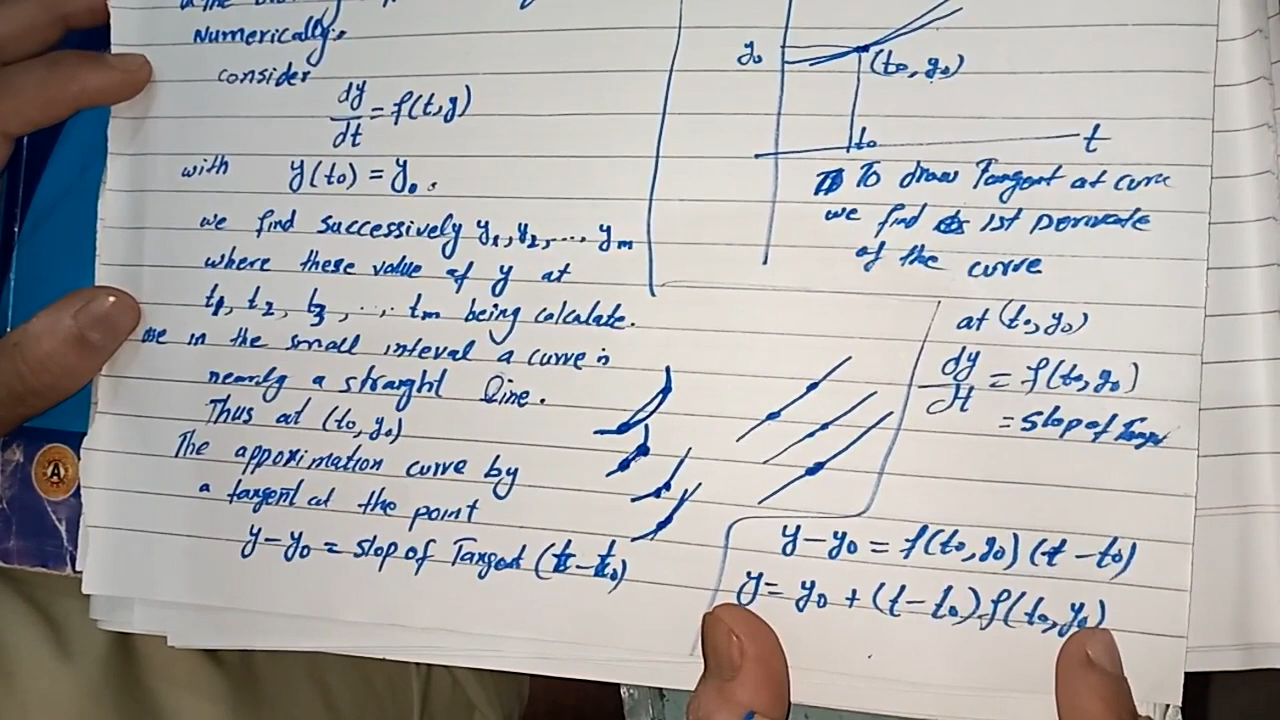 Numerically.
consider
dy/dt = f(t,y)
with y(t0) = y0.
we find successively y1, y2, ..., ym
where these value of y at
t1, t2, t3, ..., tm being calculate.
in the small interval a curve is
nearly a straight line.
Thus at (t0, y0)
The appoximation curve by
a tangent at the point
y-y0 = slop of Tangent (t-t0)
y0
(t0, y0)
t0
t
To draw Tangent at curve
we find 1st Derivate
of the curve
at (t0, y0)
dy/dt = f(t0, y0)
= slop of
y-y0 = f(t0, y0) (t-t0)
y = y0 + (t-t0) f(t0, y0)
A